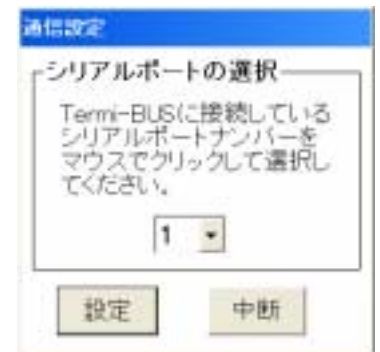 通信設定
シリアルポートの選択
Termi-BUSに接続している
シリアルポートナンバーを
マウスでクリックして選択し
てください。
1
設定 中断